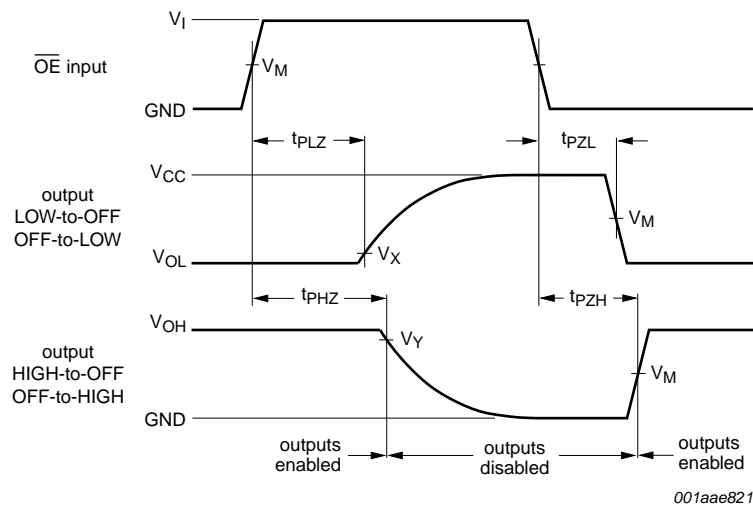 V_I
OE input
V_M
GND
t_PLZ
t_PZL
V_CC
output
LOW-to-OFF
OFF-to-LOW
V_M
V_X
V_OL
t_PHZ
t_PZH
V_OH
output
HIGH-to-OFF
OFF-to-HIGH
V_Y
V_M
GND
outputs
enabled
outputs
disabled
outputs
enabled
001aae821